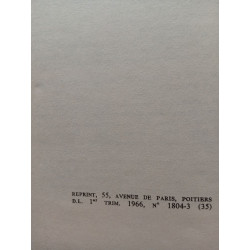 REPRINT, 55, AVENUE DE PARIS, POITIERS
D.L. 1er TRIM. 1966, N° 1804-3 (35)